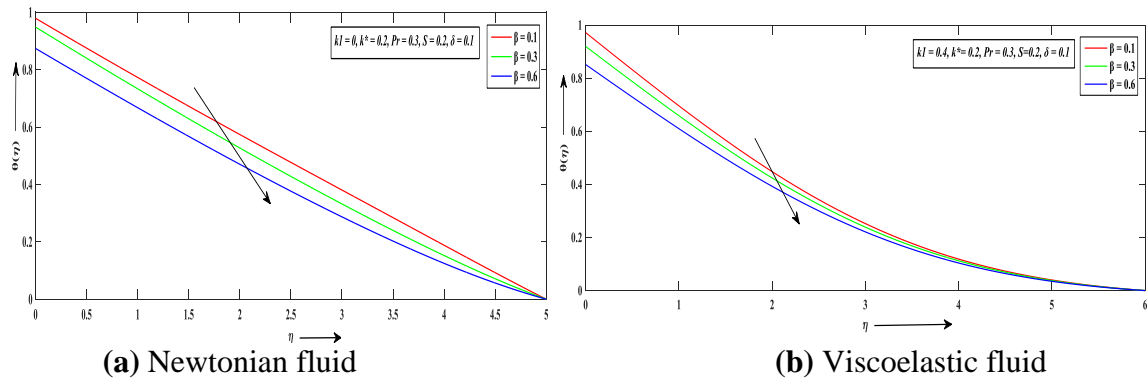 k1 = 0, k* = 0.2, Pr = 0.3, S = 0.2, δ = 0.1
β = 0.1
β = 0.3
β = 0.6
1
0.8
0.6
0.4
0.2
0
θ(η)
0 0.5 1 1.5 2 2.5 3 3.5 4 4.5 5
η
(a) Newtonian fluid
k1 = 0.4, k*= 0.2, Pr = 0.3, S=0.2, δ = 0.1
β = 0.1
β = 0.3
β = 0.6
1
0.8
0.6
0.4
0.2
0
θ(η)
0 1 2 3 4 5 6
η
(b) Viscoelastic fluid